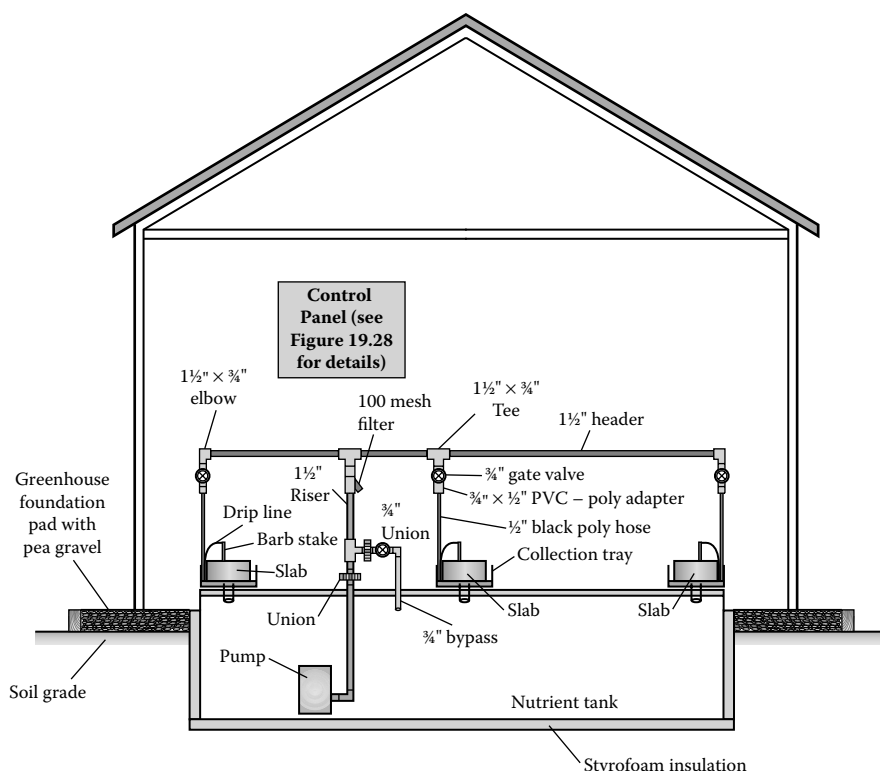 Control
Panel (see
Figure 19.28
for details)
1½" × ¾"
elbow
100 mesh
filter
1½" × ¾"
Tee
1½" header
Greenhouse
foundation
pad with
pea gravel
1½"
Riser
¾"
Union
¾" gate valve
¾" × ½" PVC – poly adapter
½" black poly hose
Drip line
Barb stake
Collection tray
Slab
Slab
Slab
Union
¾" bypass
Pump
Soil grade
Nutrient tank
Styrofoam insulation